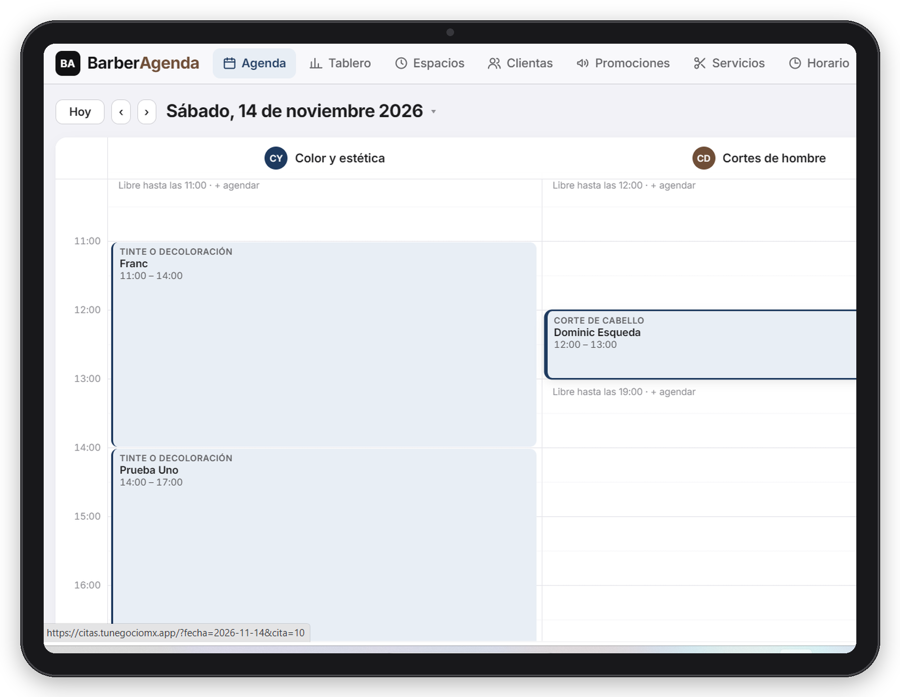 BA BarberAgenda Agenda Tablero Espacios Clientas Promociones Servicios Horario
Hoy ‹ › Sábado, 14 de noviembre 2026
CY Color y estética CD Cortes de hombre
Libre hasta las 11:00 · + agendar Libre hasta las 12:00 · + agendar
11:00
TINTE O DECOLORACIÓN
Franc
11:00 – 14:00
12:00
CORTE DE CABELLO
Dominic Esqueda
12:00 – 13:00
13:00
Libre hasta las 19:00 · + agendar
14:00
TINTE O DECOLORACIÓN
Prueba Uno
14:00 – 17:00
15:00
16:00
https://citas.tunegociomx.app/?fecha=2026-11-14&cita=10